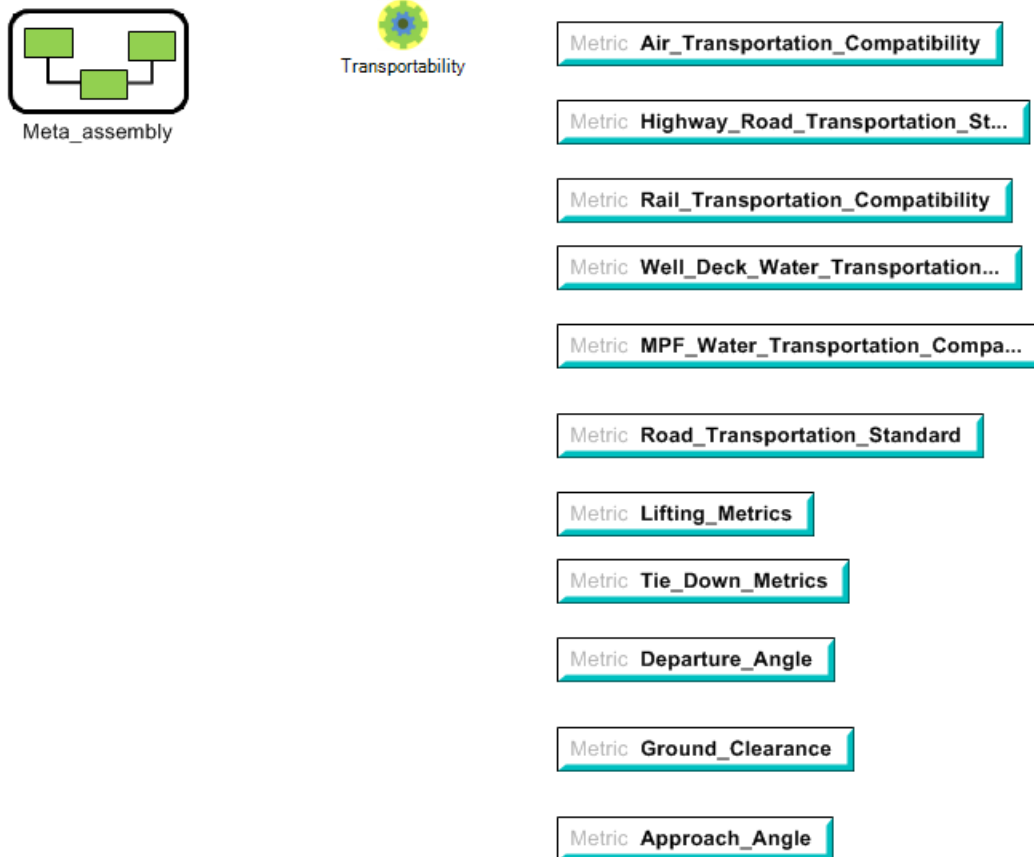 Meta_assembly
Transportability
Metric Air_Transportation_Compatibility
Metric Highway_Road_Transportation_St...
Metric Rail_Transportation_Compatibility
Metric Well_Deck_Water_Transportation...
Metric MPF_Water_Transportation_Compa...
Metric Road_Transportation_Standard
Metric Lifting_Metrics
Metric Tie_Down_Metrics
Metric Departure_Angle
Metric Ground_Clearance
Metric Approach_Angle